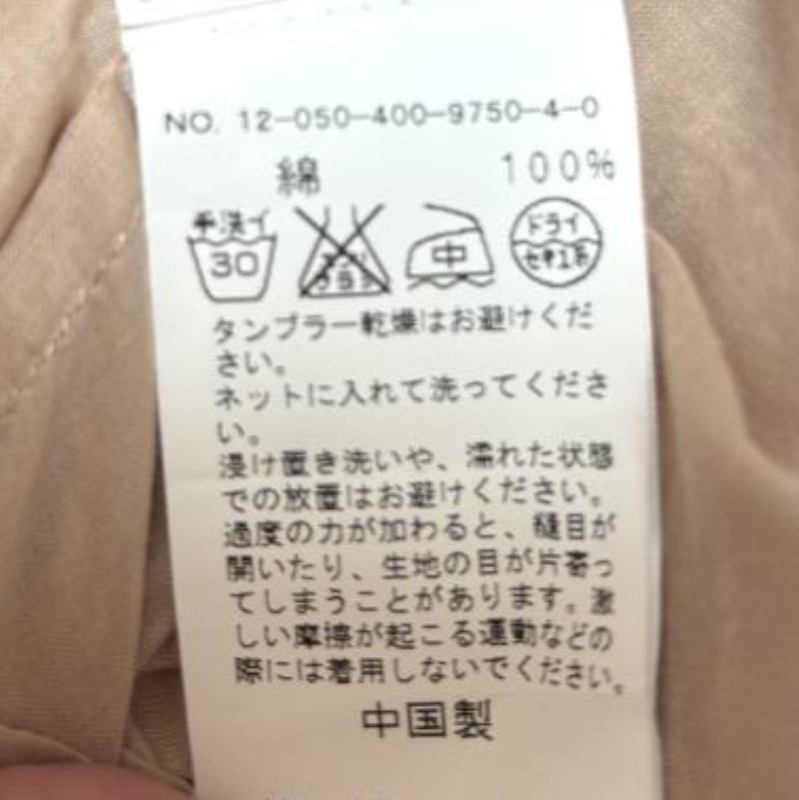 NO. 12-050-400-9750-4-0
綿 100%
手洗イ 30 エンソ サラシ 中 ドライ セキユ系
タンブラー乾燥はお避けくだ
さい。
ネットに入れて洗ってくださ
い。
浸け置き洗いや、濡れた状態
での放置はお避けください。
過度の力が加わると、縫目が
開いたり、生地の目が片寄っ
てしまうことがあります。激
しい摩擦が起こる運動などの
際には着用しないでください。
中国製